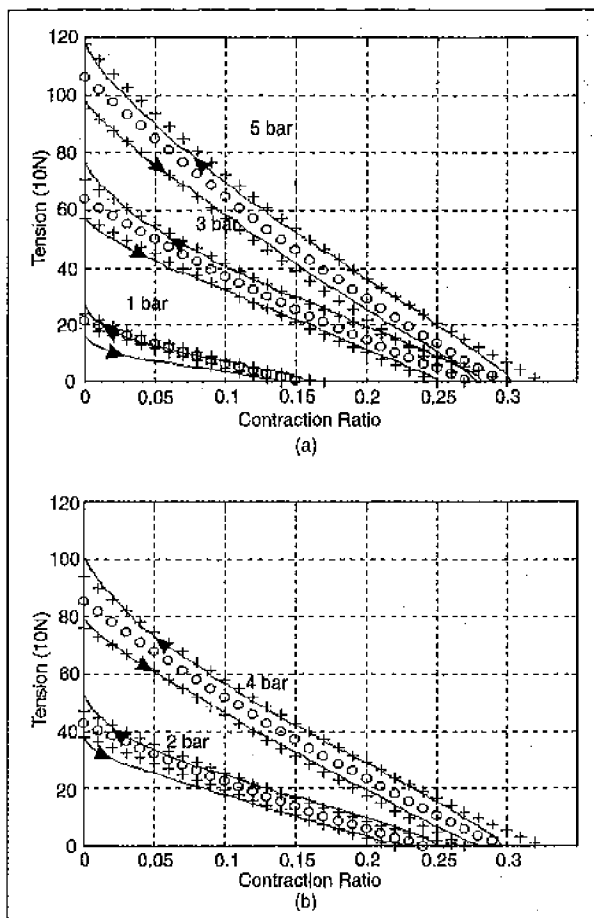 120
100
80
60
40
20
0
Tension (10N)
5 bar
3 bar
1 bar
0 0.05 0.1 0.15 0.2 0.25 0.3
Contraction Ratio
(a)
120
100
80
60
40
20
0
Tension (10N)
4 bar
2 bar
0 0.05 0.1 0.15 0.2 0.25 0.3
Contraction Ratio
(b)